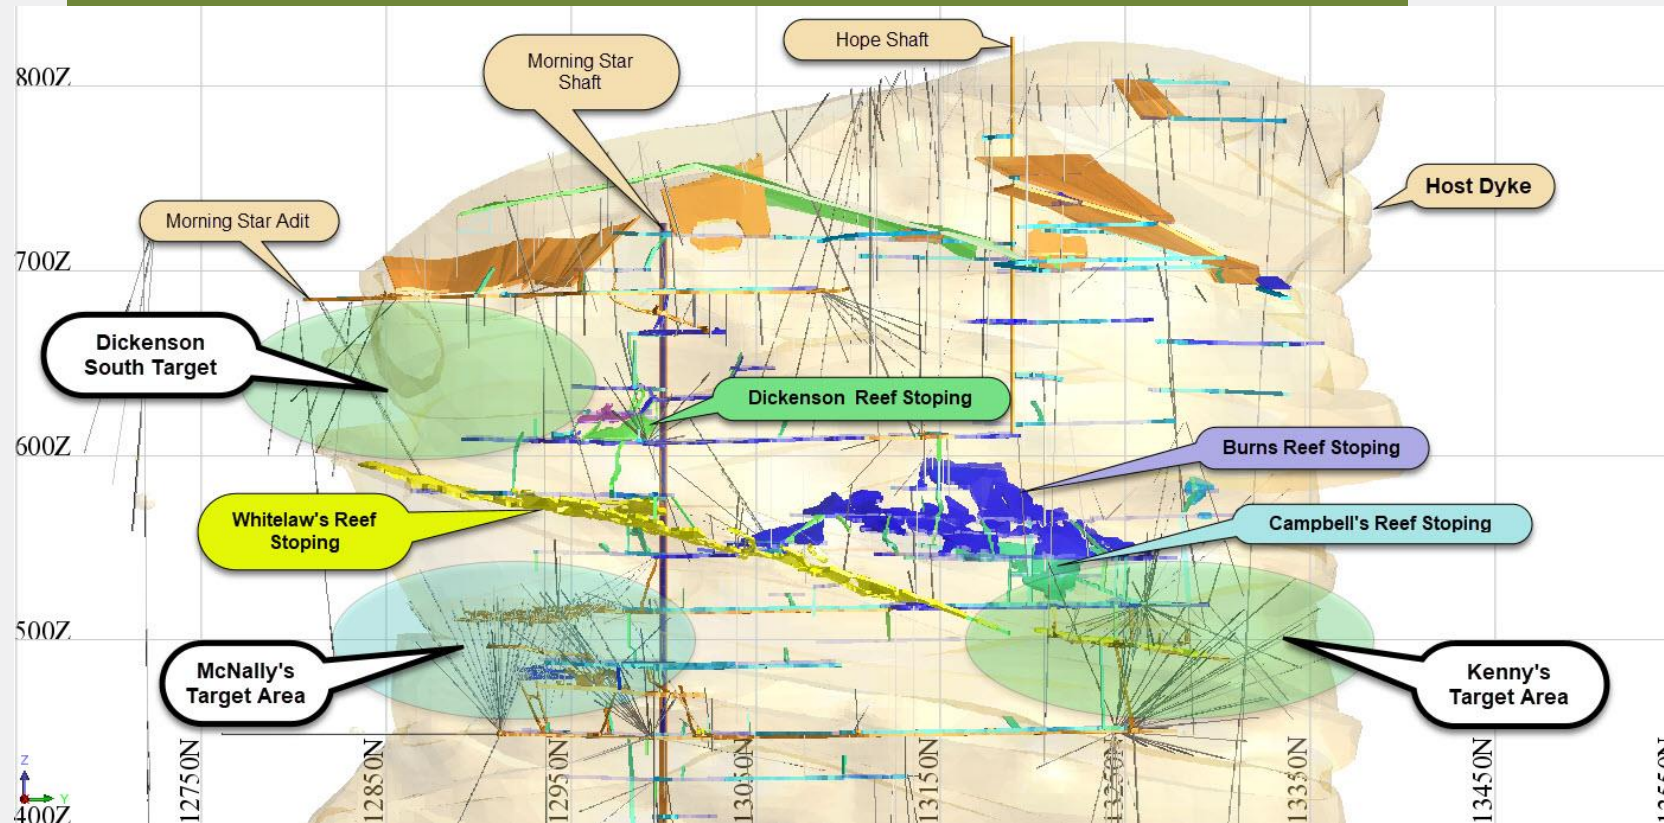 Hope Shaft
Morning Star
Shaft
800Z
Host Dyke
Morning Star Adit
700Z
Dickenson
South Target
Dickenson Reef Stoping
600Z
Burns Reef Stoping
Whitelaw's Reef
Stoping
Campbell's Reef Stoping
500Z
McNally's
Target Area
Kenny's
Target Area
12750N
12850N
12950N
13050N
13150N
13250N
13330N
13450N
Z
Y
400Z